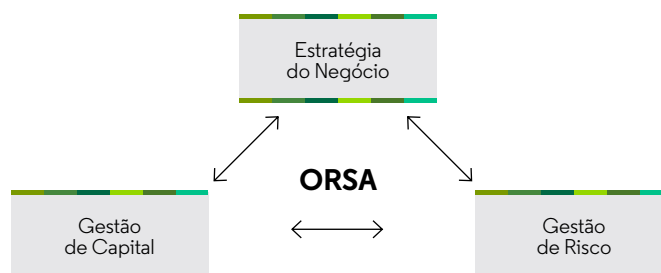 Estratégia
do Negócio
ORSA
Gestão
de Capital
Gestão
de Risco